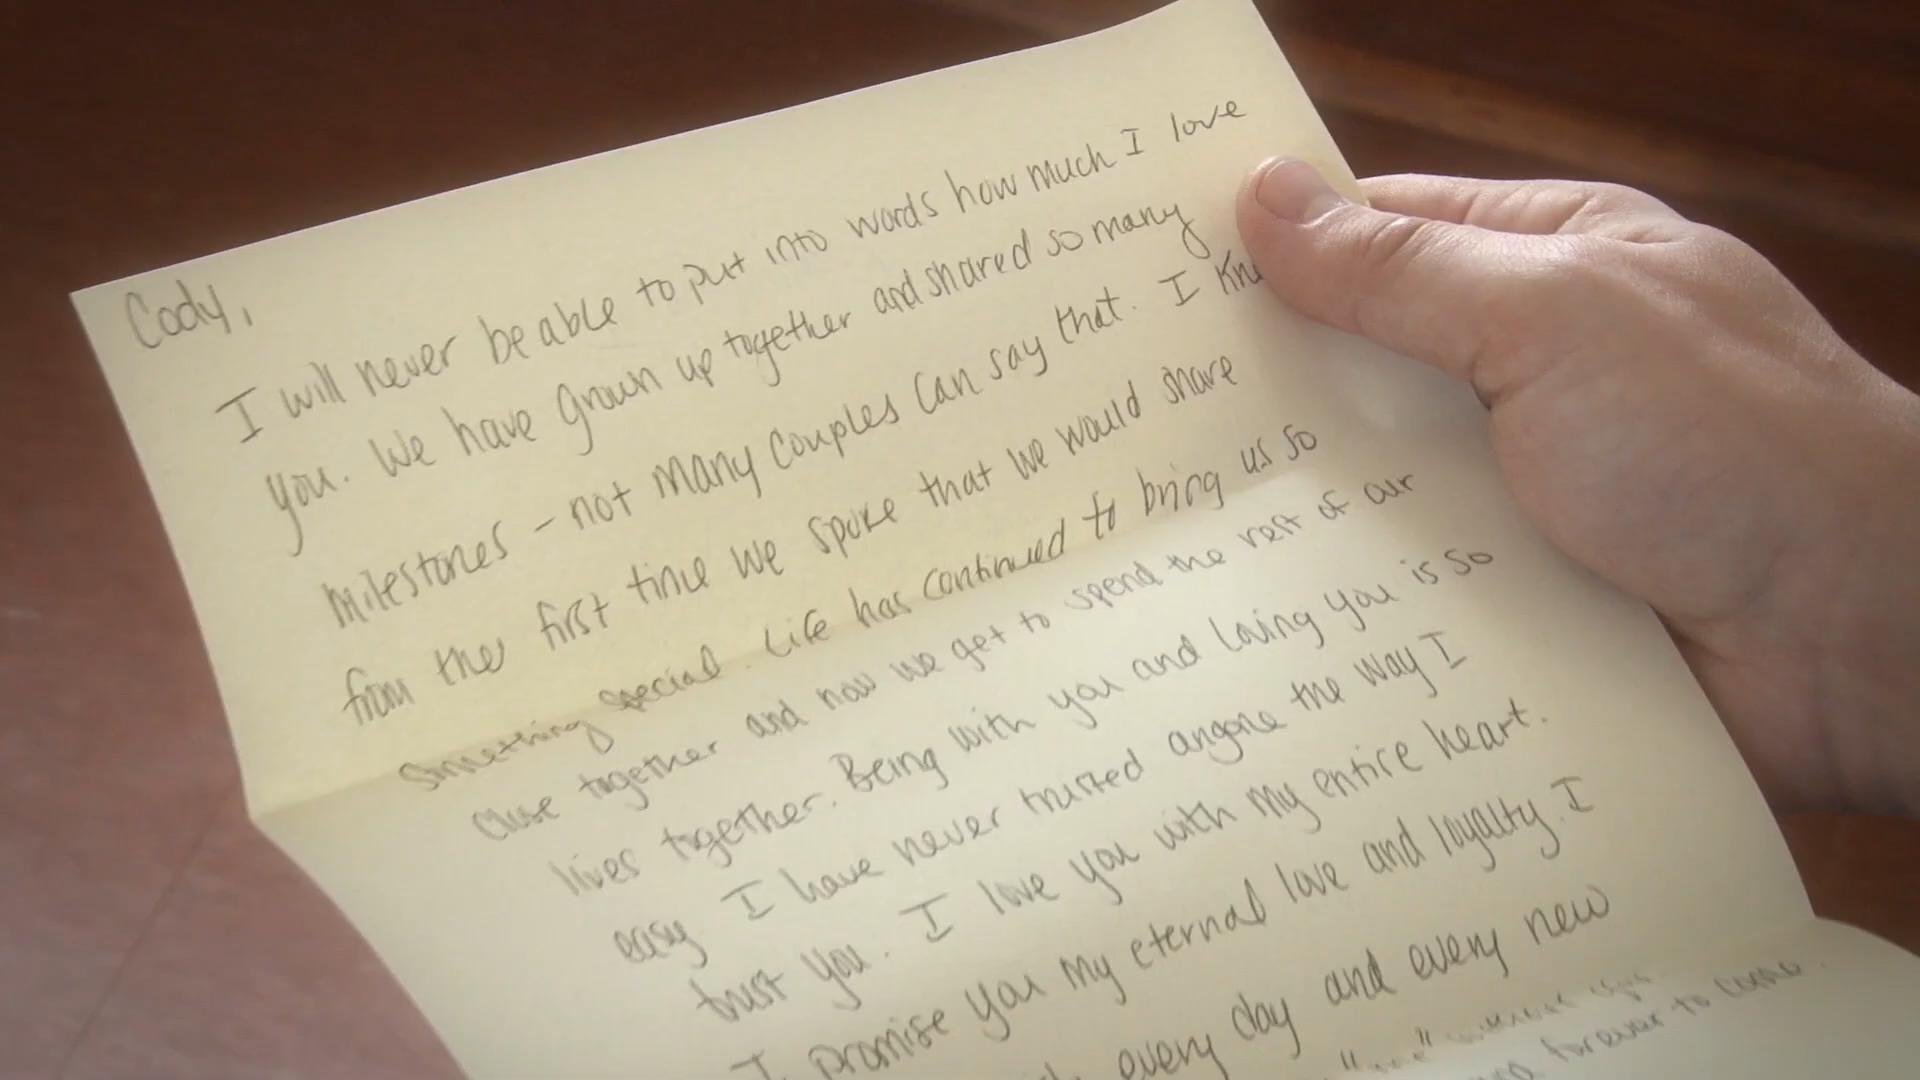 Cody,
I will never be able to put into words how much I love
you. We have grown up together and shared so many
milestones - not many couples can say that. I Kne
from the first time we spoke that we would share
something special. Life has continued to bring us so
close together and now we get to spend the rest of our
lives together. Being with you and loving you is so
easy I have never trusted anyone the way I
trust you. I love you with my entire heart.
I promise you my eternal love and loyalty. I
every day and every new
forever to come.